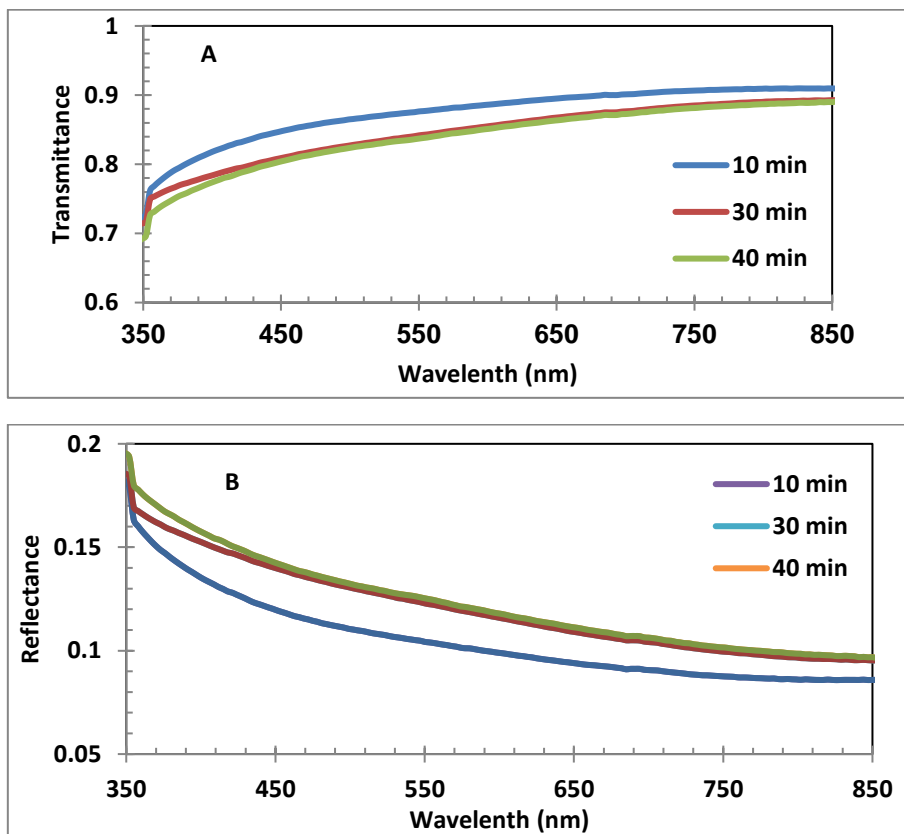 A
Transmittance
1
0.9
0.8
0.7
0.6
10 min
30 min
40 min
350 450 550 650 750 850
Wavelenth (nm)
B
Reflectance
0.2
0.15
0.1
0.05
10 min
30 min
40 min
350 450 550 650 750 850
Wavelenth (nm)